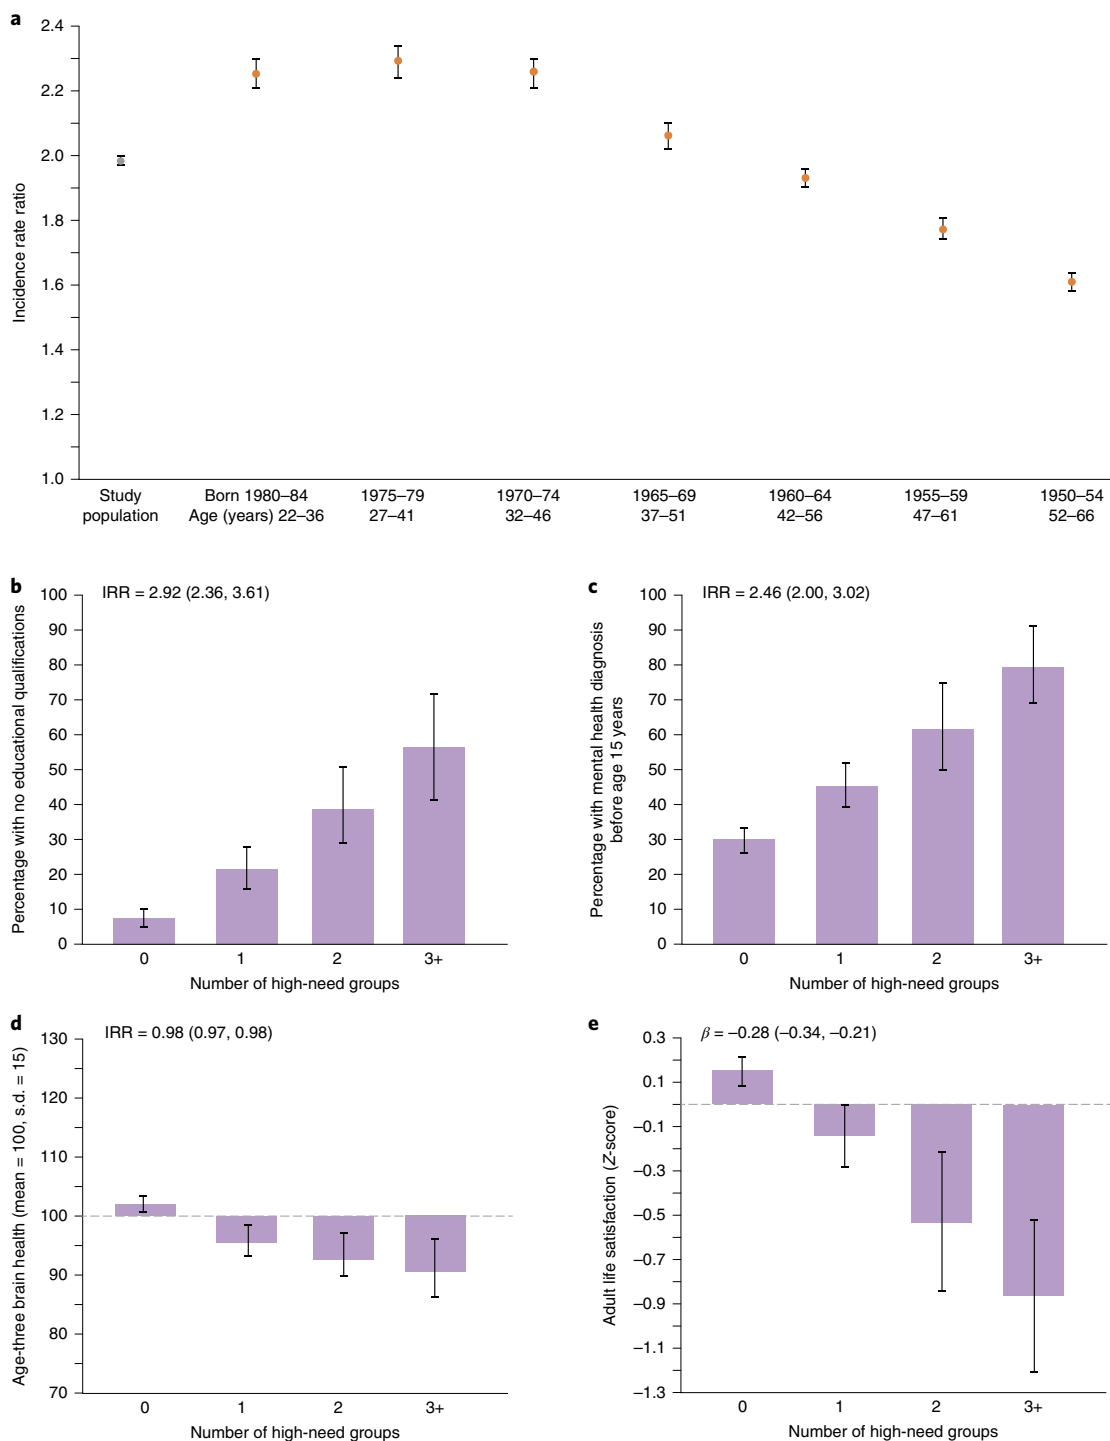 a
Incidence rate ratio
2.4
2.2
2.0
1.8
1.6
1.4
1.2
1.0
Study population
Born 1980–84
Age (years) 22–36
1975–79
27–41
1970–74
32–46
1965–69
37–51
1960–64
42–56
1955–59
47–61
1950–54
52–66
b
IRR = 2.92 (2.36, 3.61)
Percentage with no educational qualifications
100
90
80
70
60
50
40
30
20
10
0
0 1 2 3+
Number of high-need groups
c
IRR = 2.46 (2.00, 3.02)
Percentage with mental health diagnosis
before age 15 years
100
90
80
70
60
50
40
30
20
10
0
0 1 2 3+
Number of high-need groups
d
IRR = 0.98 (0.97, 0.98)
Age-three brain health (mean = 100, s.d. = 15)
130
120
110
100
90
80
70
0 1 2 3+
Number of high-need groups
e
β = –0.28 (–0.34, –0.21)
Adult life satisfaction (Z-score)
0.3
0.1
–0.1
–0.3
–0.5
–0.7
–0.9
–1.1
–1.3
0 1 2 3+
Number of high-need groups